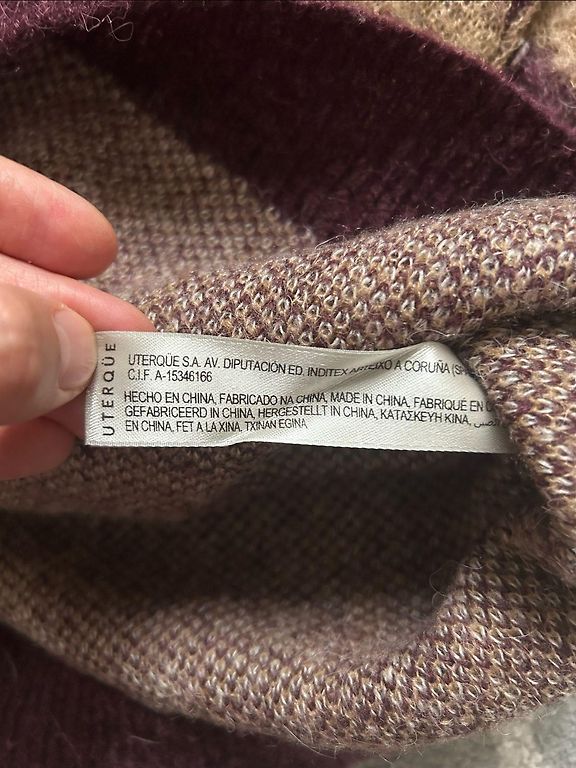 UTERQÜE
UTERQÜE S.A. AV. DIPUTACIÓN ED. INDITEX ARTEIXO A CORUÑA
C.I.F. A-15346166
HECHO EN CHINA, FABRICADO NA CHINA, MADE IN CHINA, FABRIQUÉ EN
GEFABRICEERD IN CHINA, HERGESTELLT IN CHINA, ΚΑΤΑΣΚΕΥΗ ΚΙΝΑ,
EN CHINA, FET A LA XINA, TXINAN EGINA